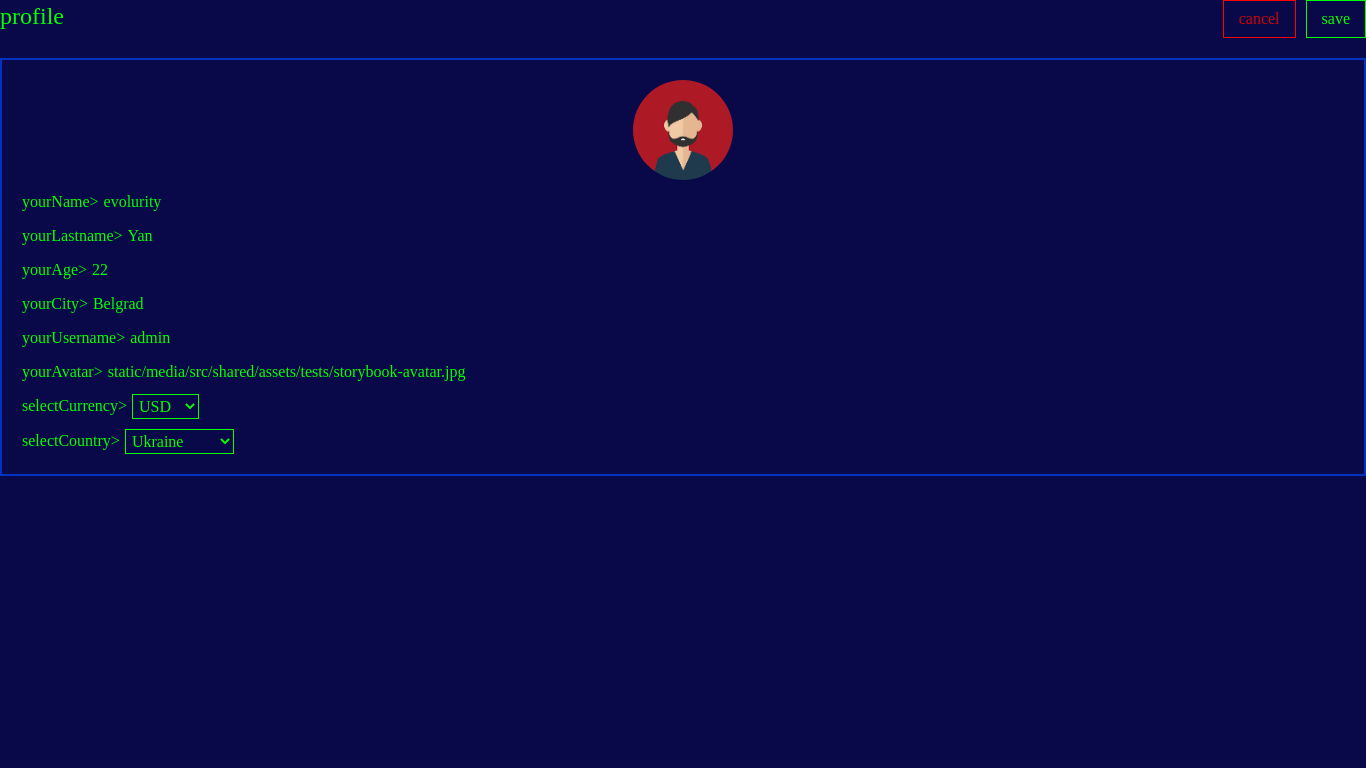 profile
cancel
save
yourName> evolurity
yourLastname> Yan
yourAge> 22
yourCity> Belgrad
yourUsername> admin
yourAvatar> static/media/src/shared/assets/tests/storybook-avatar.jpg
selectCurrency> USD
selectCountry> Ukraine